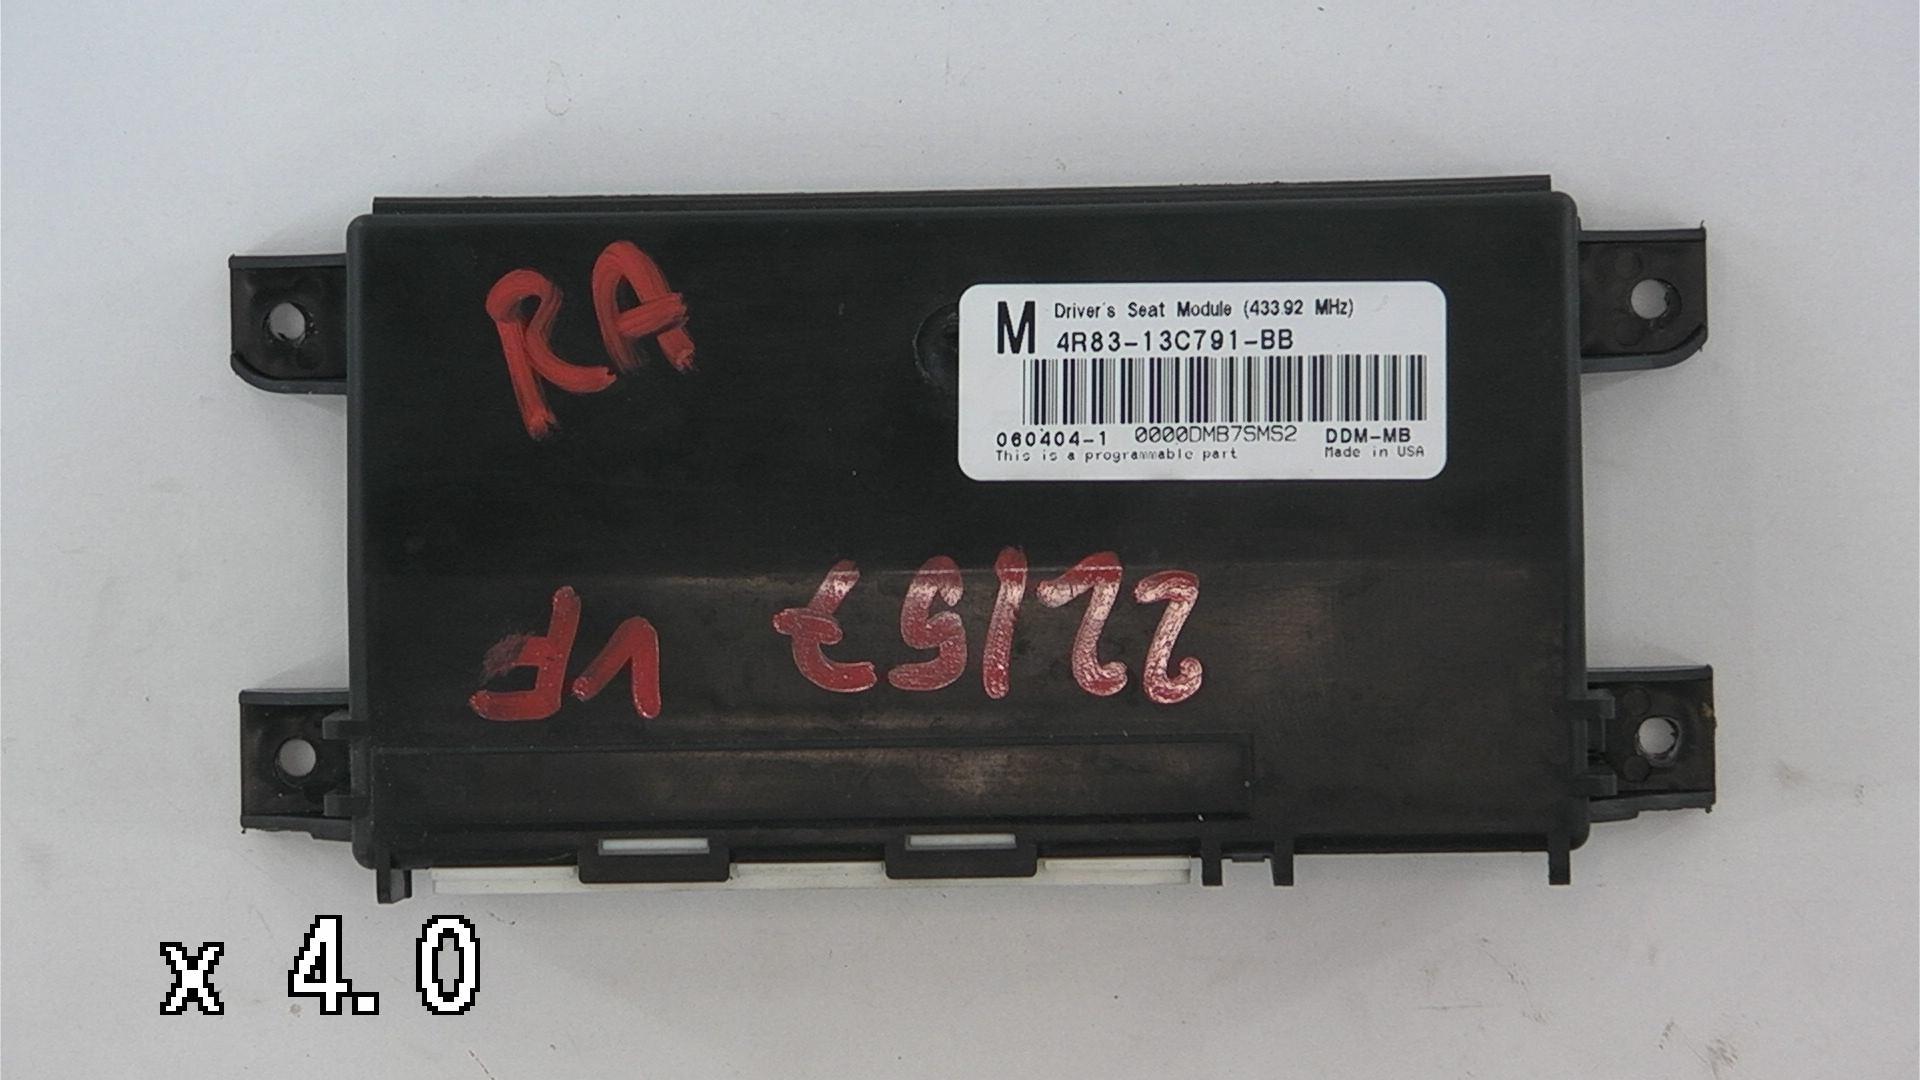 RA
M Driver's Seat Module (433.92 MHz)
4R83-13C791-BB
060404-1 0000DMB7SMS2 DDM-MB
This is a programmable part Made in USA
22157 VF
x 4.0